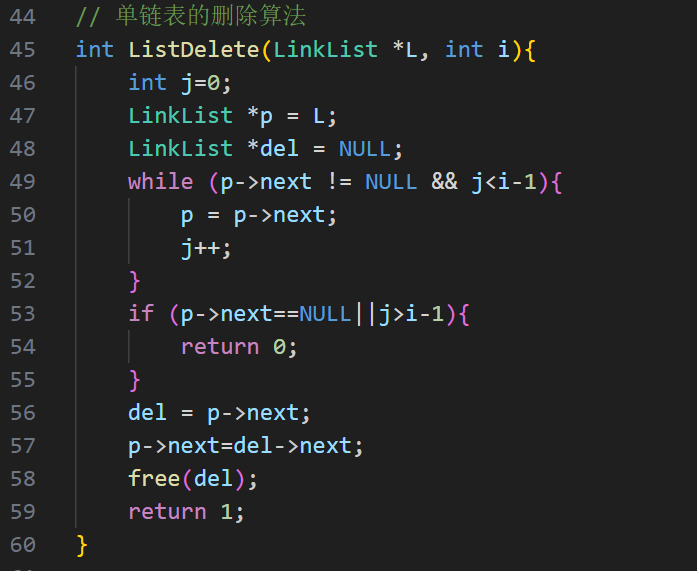 44 // 单链表的删除算法
45 int ListDelete(LinkList *L, int i){
46     int j=0;
47     LinkList *p = L;
48     LinkList *del = NULL;
49     while (p->next != NULL && j<i-1){
50         p = p->next;
51         j++;
52     }
53     if (p->next==NULL||j>i-1){
54         return 0;
55     }
56     del = p->next;
57     p->next=del->next;
58     free(del);
59     return 1;
60 }